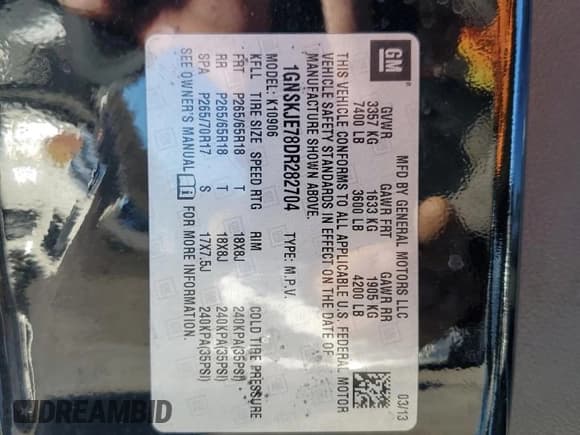 GM
MFD BY GENERAL MOTORS LLC 03/13
GVWR GAWR FRT GAWR RR
3357 KG 1633 KG 1905 KG
7400 LB 3600 LB 4200 LB
THIS VEHICLE CONFORMS TO ALL APPLICABLE U.S. FEDERAL MOTOR
VEHICLE SAFETY STANDARDS IN EFFECT ON THE DATE OF
MANUFACTURE SHOWN ABOVE.
1GNSKJE78DR282704 TYPE: M.P.V.
MODEL: K10906
KFLL TIRE SIZE SPEED RTG RIM COLD TIRE PRESSURE
FRT P265/65R18 T 18X8J 240KPA(35PSI)
RR P265/65R18 T 18X8J 240KPA(35PSI)
SPA P265/70R17 S 17X7.5J 240KPA(35PSI)
SEE OWNER'S MANUAL FOR MORE INFORMATION.
DREAMBID